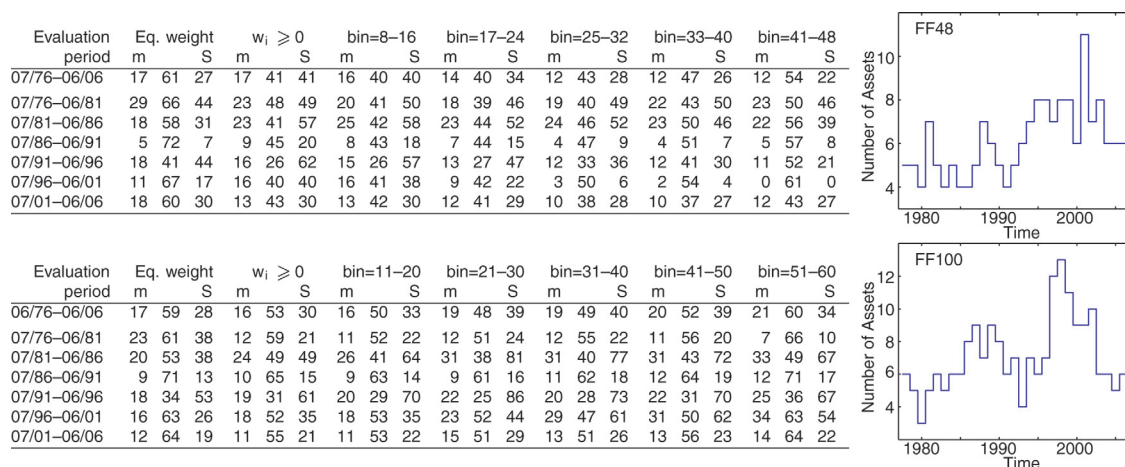 Evaluation Eq. weight wᵢ ⩾ 0 bin=8–16 bin=17–24 bin=25–32 bin=33–40 bin=41–48
period m S m S m S m S m S m S m S
07/76–06/06 17 61 27 17 41 41 16 40 40 14 40 34 12 43 28 12 47 26 12 54 22
07/76–06/81 29 66 44 23 48 49 20 41 50 18 39 46 19 40 49 22 43 50 23 50 46
07/81–06/86 18 58 31 23 41 57 25 42 58 23 44 52 24 46 52 23 50 46 22 56 39
07/86–06/91 5 72 7 9 45 20 8 43 18 7 44 15 4 47 9 4 51 7 5 57 8
07/91–06/96 18 41 44 16 26 62 15 26 57 13 27 47 12 33 36 12 41 30 11 52 21
07/96–06/01 11 67 17 16 40 40 16 41 38 9 42 22 3 50 6 2 54 4 0 61 0
07/01–06/06 18 60 30 13 43 30 13 42 30 12 41 29 10 38 28 10 37 27 12 43 27
FF48
Number of Assets
10
8
6
4
1980 1990 2000
Time
Evaluation Eq. weight wᵢ ⩾ 0 bin=11–20 bin=21–30 bin=31–40 bin=41–50 bin=51–60
period m S m S m S m S m S m S m S
06/76–06/06 17 59 28 16 53 30 16 50 33 19 48 39 19 49 40 20 52 39 21 60 34
07/76–06/81 23 61 38 12 59 21 11 52 22 12 51 24 12 55 22 11 56 20 7 66 10
07/81–06/86 20 53 38 24 49 49 26 41 64 31 38 81 31 40 77 31 43 72 33 49 67
07/86–06/91 9 71 13 10 65 15 9 63 14 9 61 16 11 62 18 12 64 19 12 71 17
07/91–06/96 18 34 53 19 31 61 20 29 70 22 25 86 20 28 73 22 31 70 25 36 67
07/96–06/01 16 63 26 18 52 35 18 53 35 23 52 44 29 47 61 31 50 62 34 63 54
07/01–06/06 12 64 19 11 55 21 11 53 22 15 51 29 13 51 26 13 56 23 14 64 22
FF100
Number of Assets
12
10
8
6
4
1980 1990 2000
Time